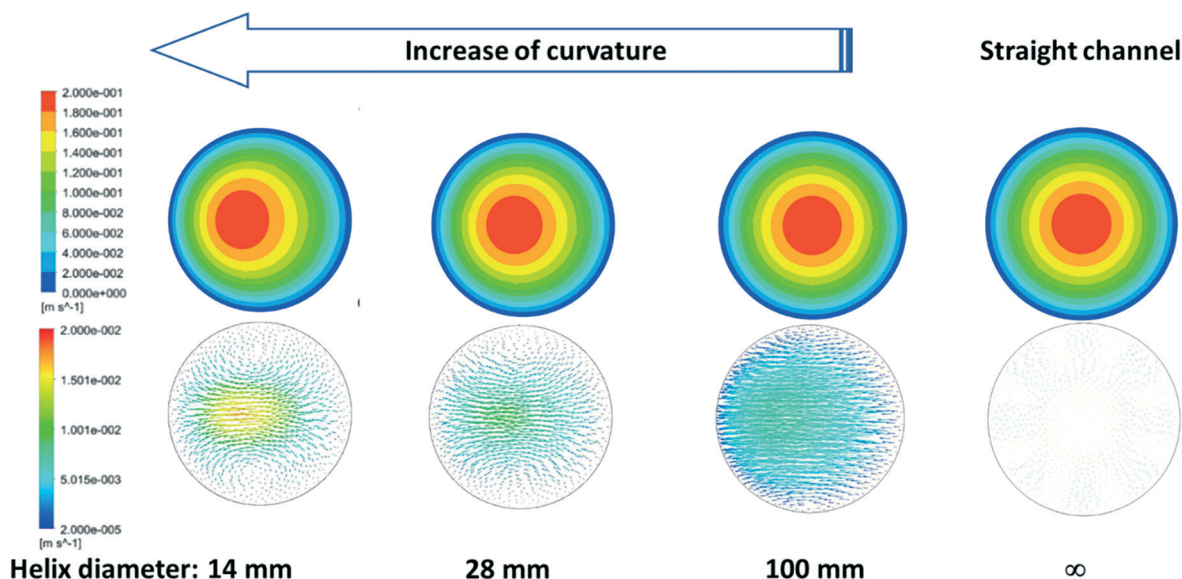 Increase of curvature
Straight channel
2.000e-001
1.800e-001
1.600e-001
1.400e-001
1.200e-001
1.000e-001
8.000e-002
6.000e-002
4.000e-002
2.000e-002
0.000e+000
[m s^-1]
2.000e-002
1.501e-002
1.001e-002
5.015e-003
2.000e-005
[m s^-1]
Helix diameter: 14 mm 28 mm 100 mm ∞